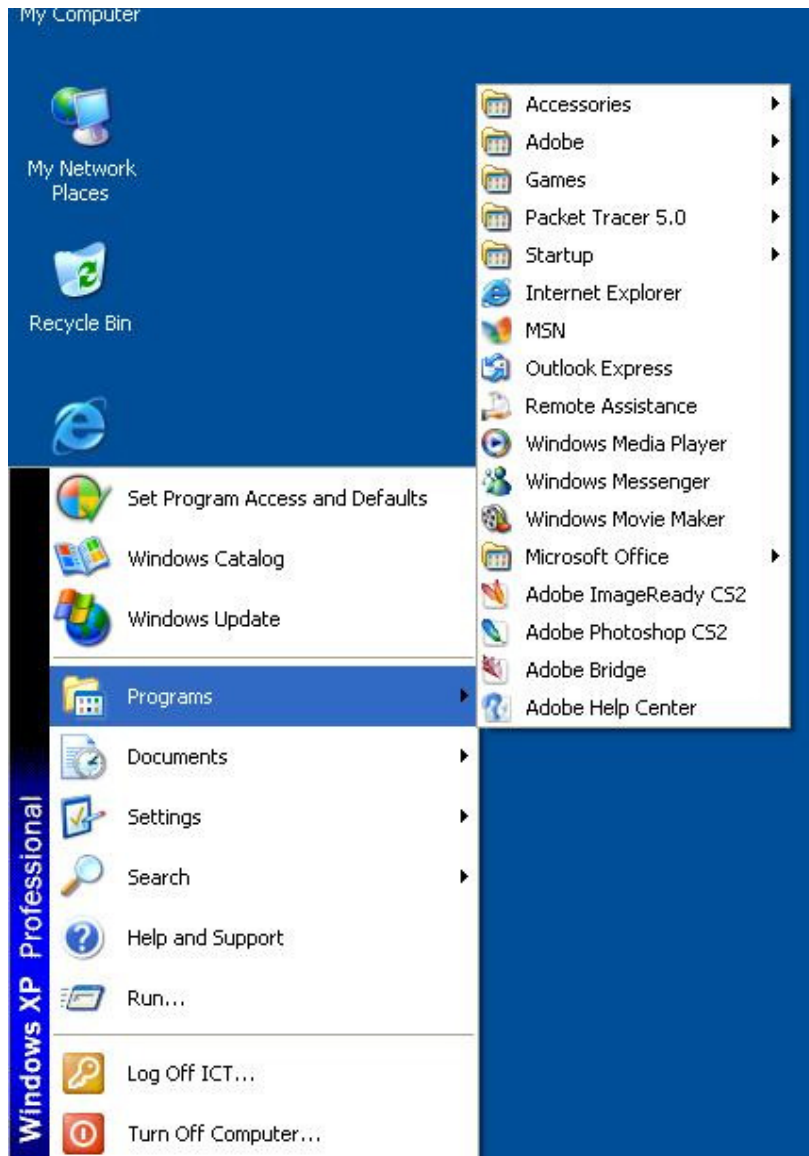 My Computer
My Network
Places
Recycle Bin
Accessories
Adobe
Games
Packet Tracer 5.0
Startup
Internet Explorer
MSN
Outlook Express
Remote Assistance
Windows Media Player
Windows Messenger
Windows Movie Maker
Microsoft Office
Adobe ImageReady CS2
Adobe Photoshop CS2
Adobe Bridge
Adobe Help Center
Set Program Access and Defaults
Windows Catalog
Windows Update
Programs
Documents
Settings
Search
Help and Support
Run...
Log Off ICT...
Turn Off Computer...
Windows XP Professional